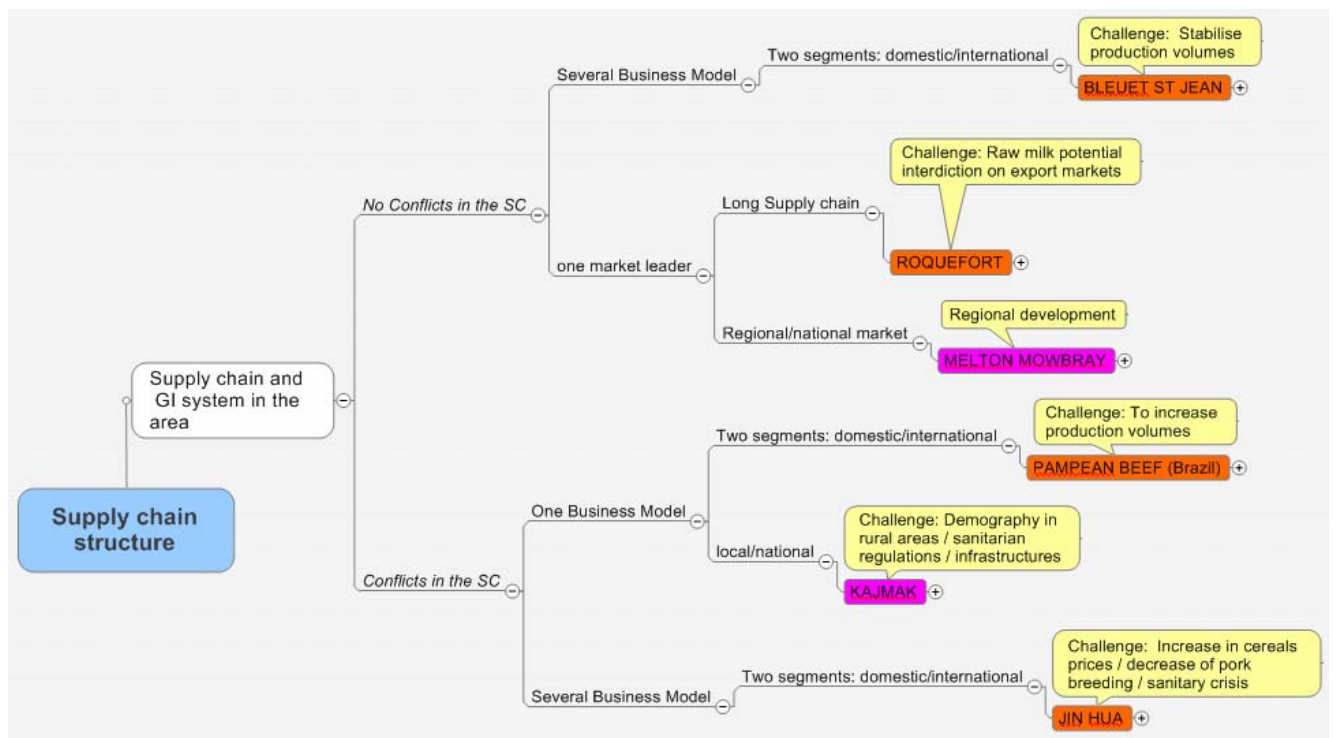 Challenge: Stabilise
production volumes
Two segments: domestic/international
Several Business Model
BLEUET ST JEAN
Challenge: Raw milk potential
interdiction on export markets
No Conflicts in the SC
Long Supply chain
one market leader
ROQUEFORT
Regional development
Regional/national market
MELTON MOWBRAY
Supply chain and
GI system in the
area
Challenge: To increase
production volumes
Two segments: domestic/international
PAMPEAN BEEF (Brazil)
Supply chain
structure
One Business Model
Challenge: Demography in
rural areas / sanitarian
regulations / infrastructures
local/national
Conflicts in the SC
KAJMAK
Challenge: Increase in cereals
prices / decrease of pork
breeding / sanitary crisis
Two segments: domestic/international
Several Business Model
JIN HUA